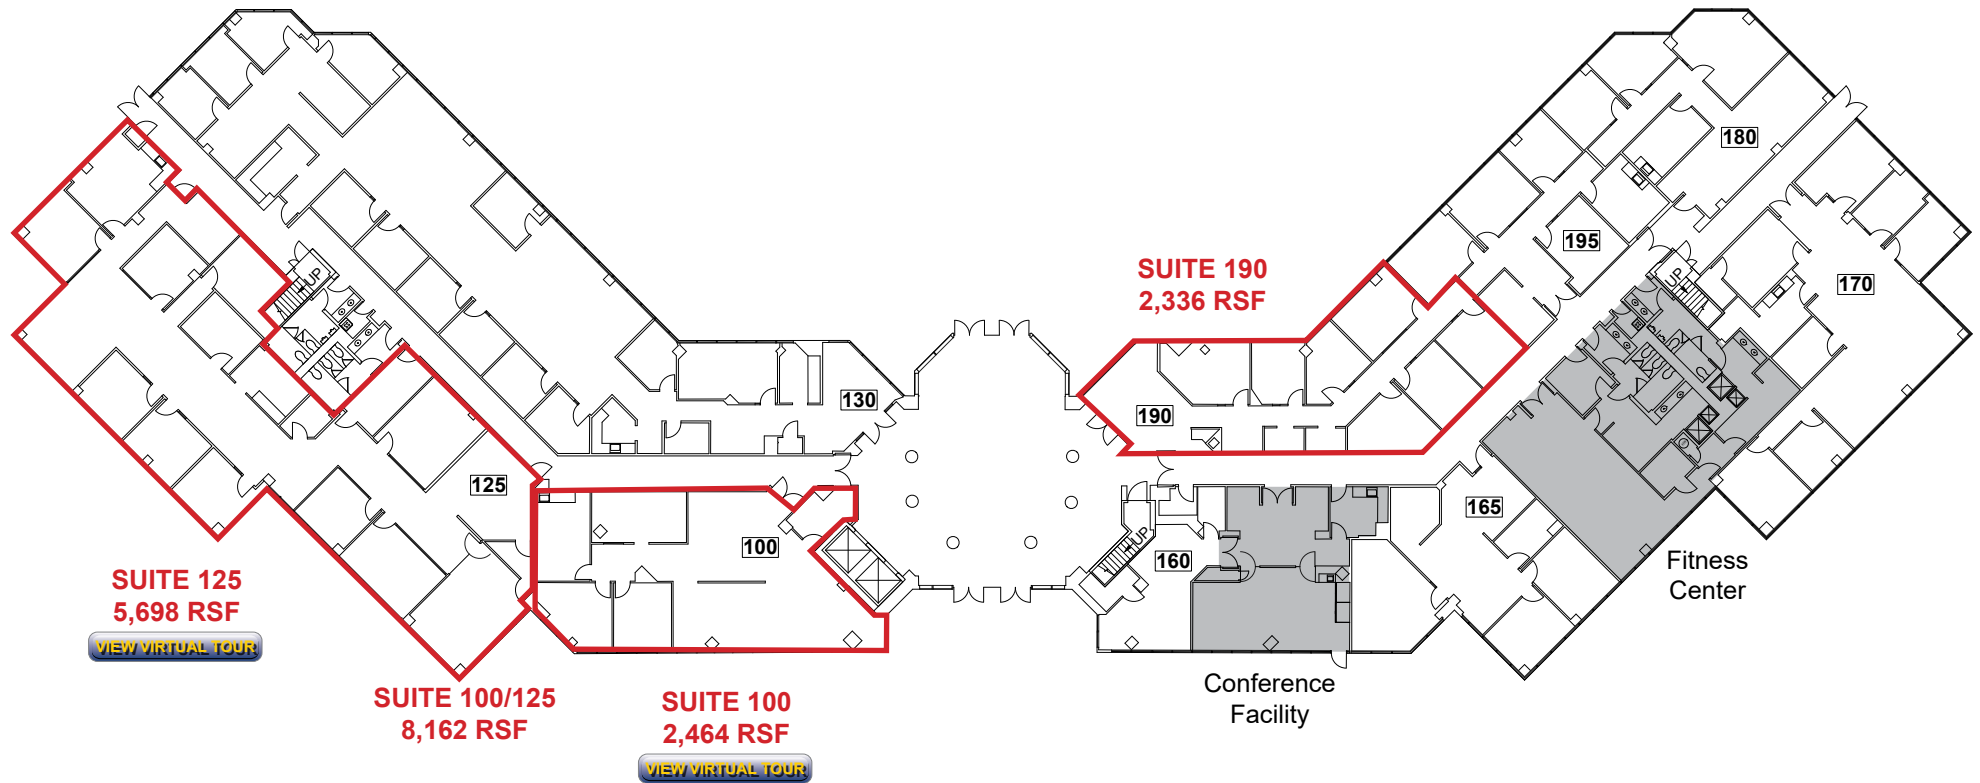 180
195
SUITE 190
2,336 RSF
UP
UP
170
130
190
125
165
100
UP
160
Fitness
Center
SUITE 125
5,698 RSF
VIEW VIRTUAL TOUR
SUITE 100/125
8,162 RSF
SUITE 100
2,464 RSF
VIEW VIRTUAL TOUR
Conference
Facility